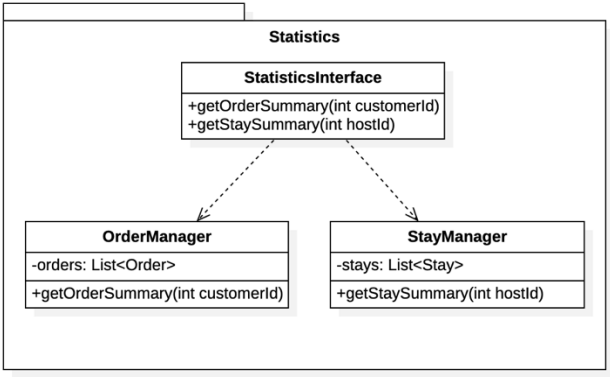 Statistics
StatisticsInterface
+getOrderSummary(int customerId)
+getStaySummary(int hostId)
OrderManager
-orders: List<Order>
+getOrderSummary(int customerId)
StayManager
-stays: List<Stay>
+getStaySummary(int hostId)